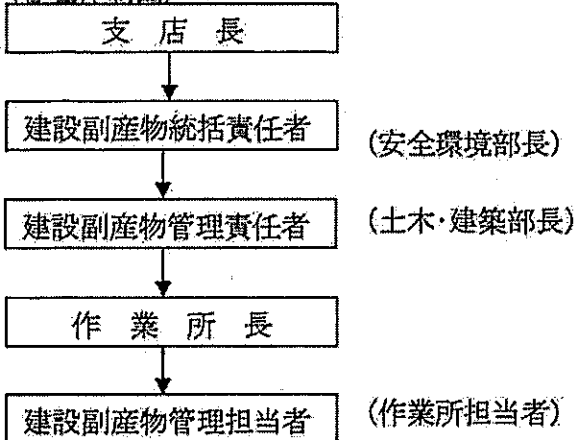 支店長
建設副産物統括責任者 (安全環境部長)
建設副産物管理責任者 (土木・建築部長)
作業所長
建設副産物管理担当者 (作業所担当者)